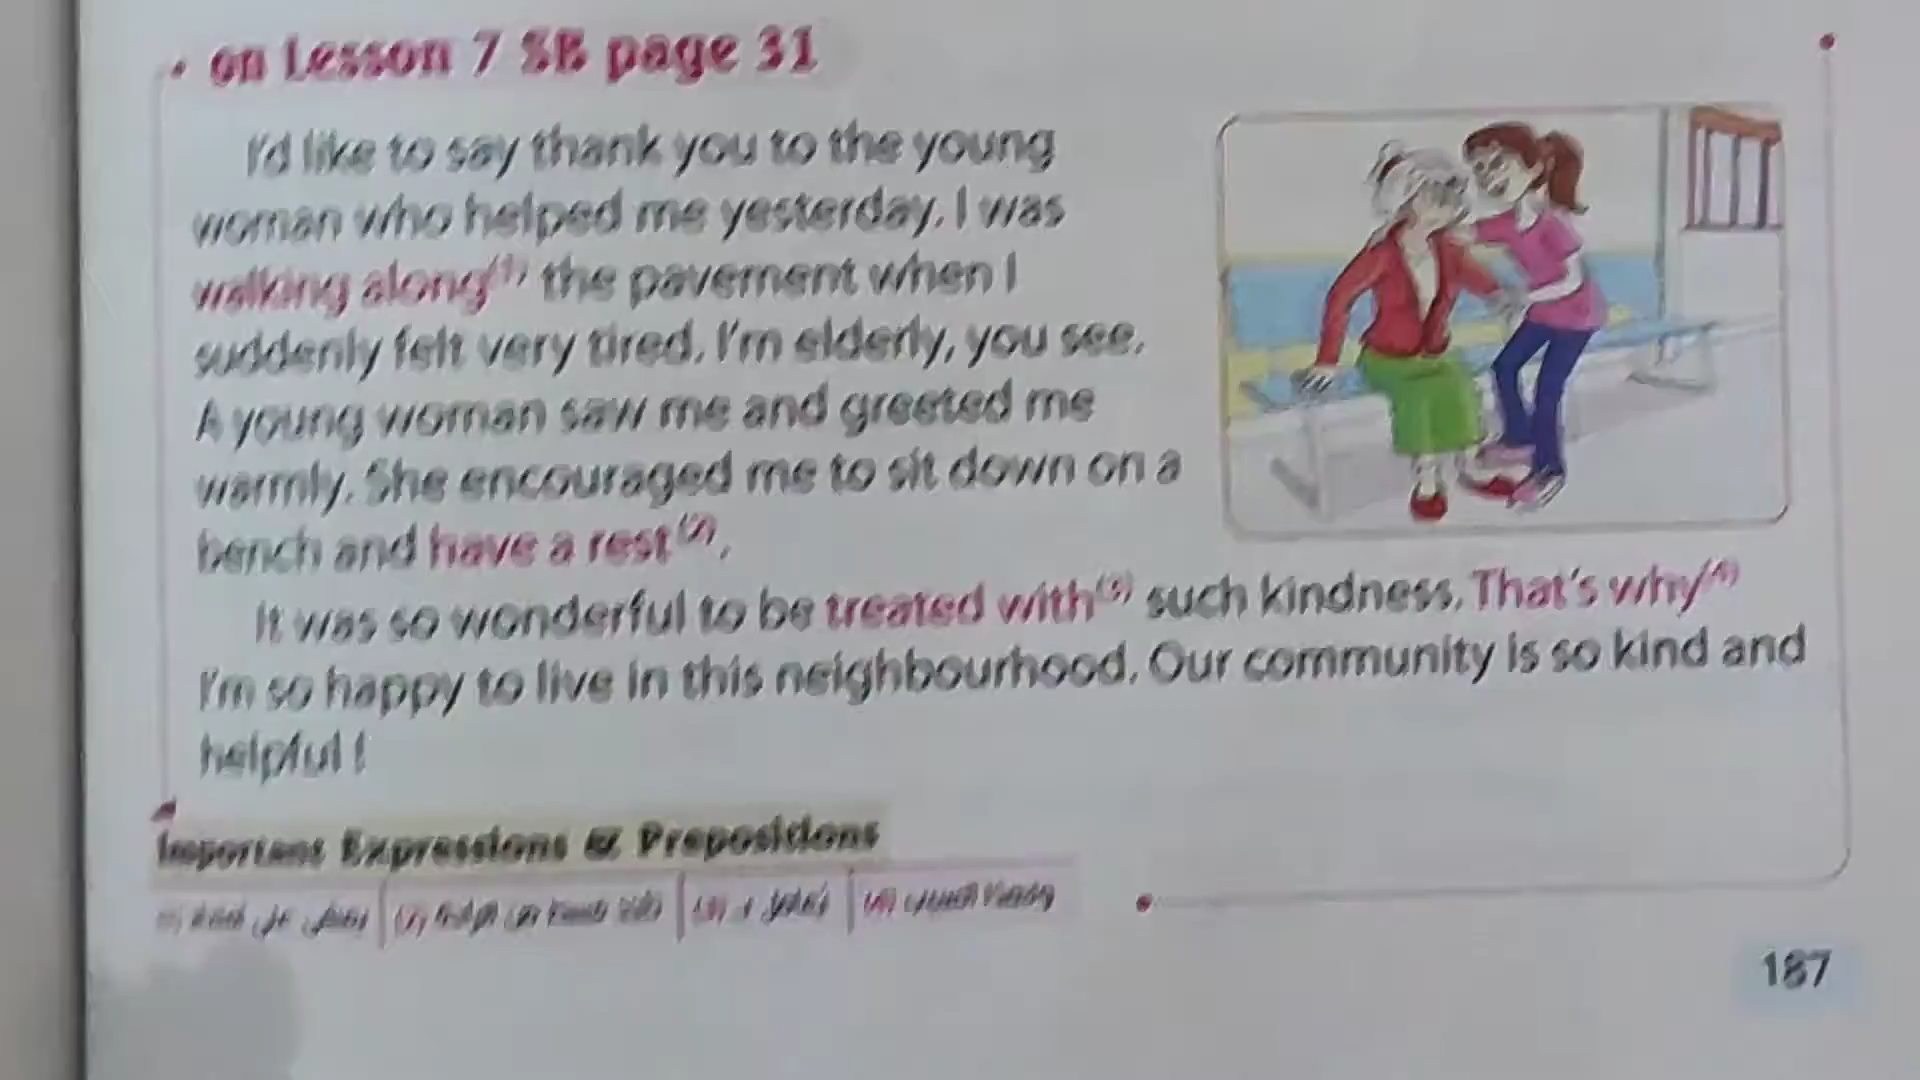 • on Lesson 7 SB page 31
I'd like to say thank you to the young
woman who helped me yesterday. I was
walking along(1) the pavement when I
suddenly felt very tired. I'm elderly, you see.
A young woman saw me and greeted me
warmly. She encouraged me to sit down on a
bench and have a rest(2).
It was so wonderful to be treated with(3) such kindness. That's why(4)
I'm so happy to live in this neighbourhood. Our community is so kind and
helpful!
Important Expressions & Prepositions
(1) (2) (3) (4)
187